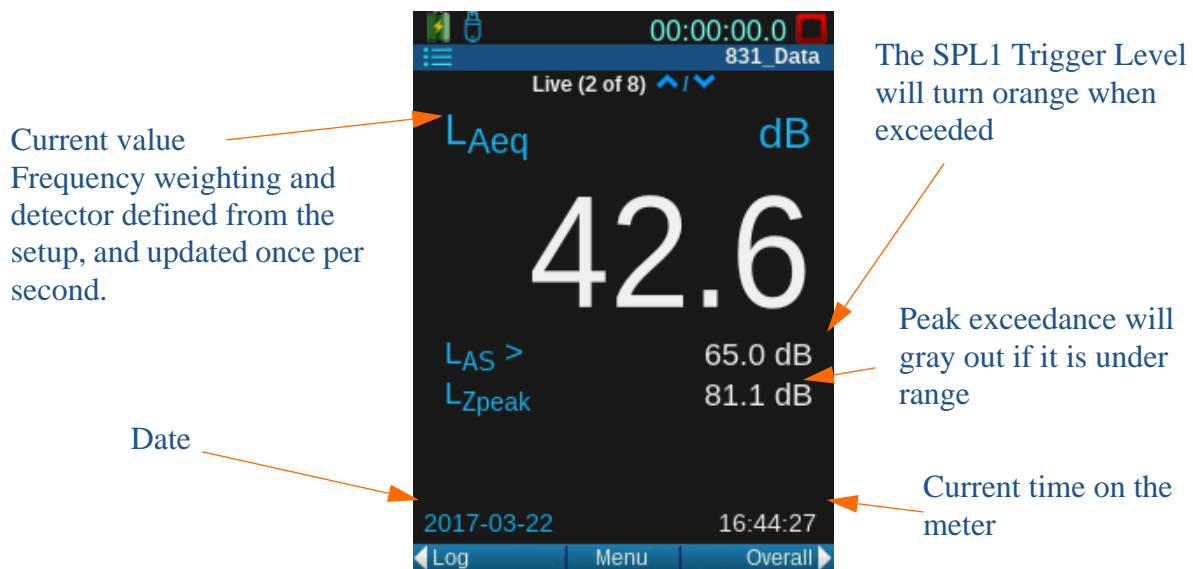 00:00:00.0
831_Data
Live (2 of 8) /
LAeq dB
42.6
LAS > 65.0 dB
LZpeak 81.1 dB
2017-03-22 16:44:27
Log Menu Overall
Current value
Frequency weighting and
detector defined from the
setup, and updated once per
second.
Date
The SPL1 Trigger Level
will turn orange when
exceeded
Peak exceedance will
gray out if it is under
range
Current time on the
meter